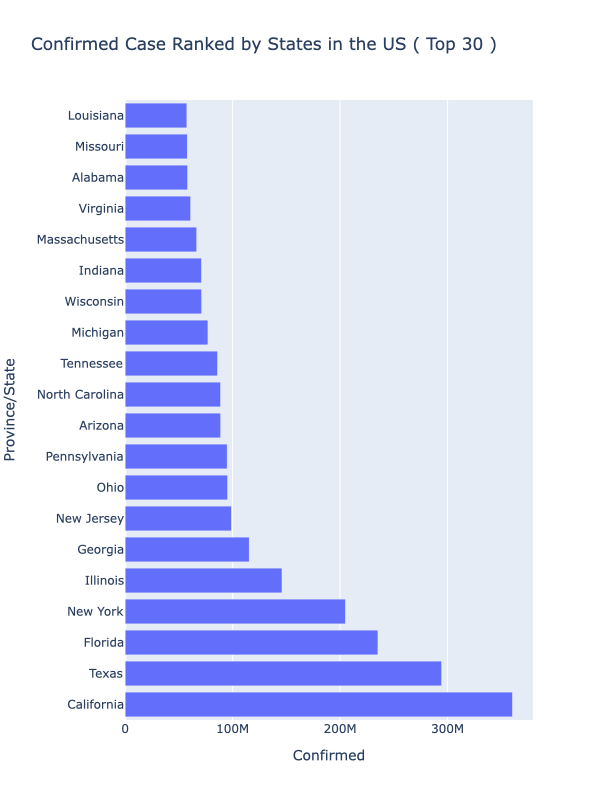 Confirmed Case Ranked by States in the US ( Top 30 )
Louisiana
Missouri
Alabama
Virginia
Massachusetts
Indiana
Wisconsin
Michigan
Tennessee
North Carolina
Arizona
Pennsylvania
Ohio
New Jersey
Georgia
Illinois
New York
Florida
Texas
California
Province/State
0 100M 200M 300M
Confirmed